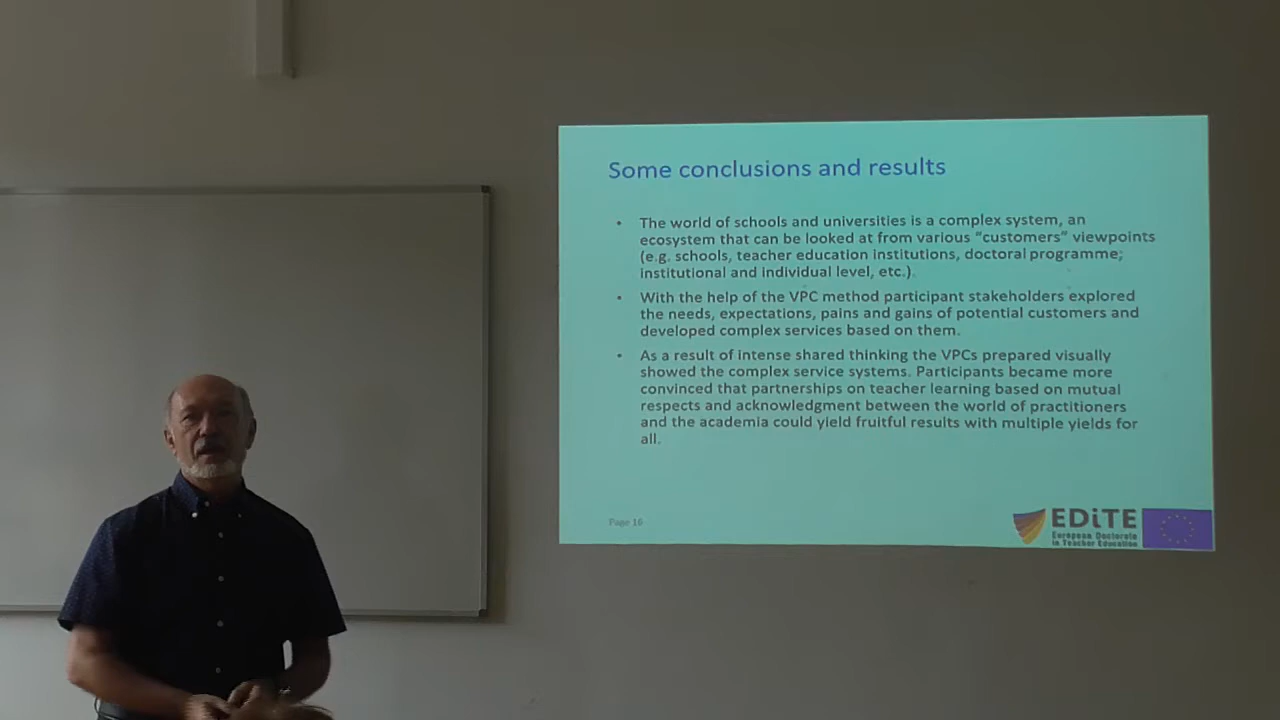 Some conclusions and results
• The world of schools and universities is a complex system, an
ecosystem that can be looked at from various "customers" viewpoints
(e.g. schools, teacher education institutions, doctoral programme;
institutional and individual level, etc.).
• With the help of the VPC method participant stakeholders explored
the needs, expectations, pains and gains of potential customers and
developed complex services based on them.
• As a result of intense shared thinking the VPCs prepared visually
showed the complex service systems. Participants became more
convinced that partnerships on teacher learning based on mutual
respects and acknowledgment between the world of practitioners
and the academia could yield fruitful results with multiple yields for
all.
Page 16
EDiTE
European Doctorate
in Teacher Education